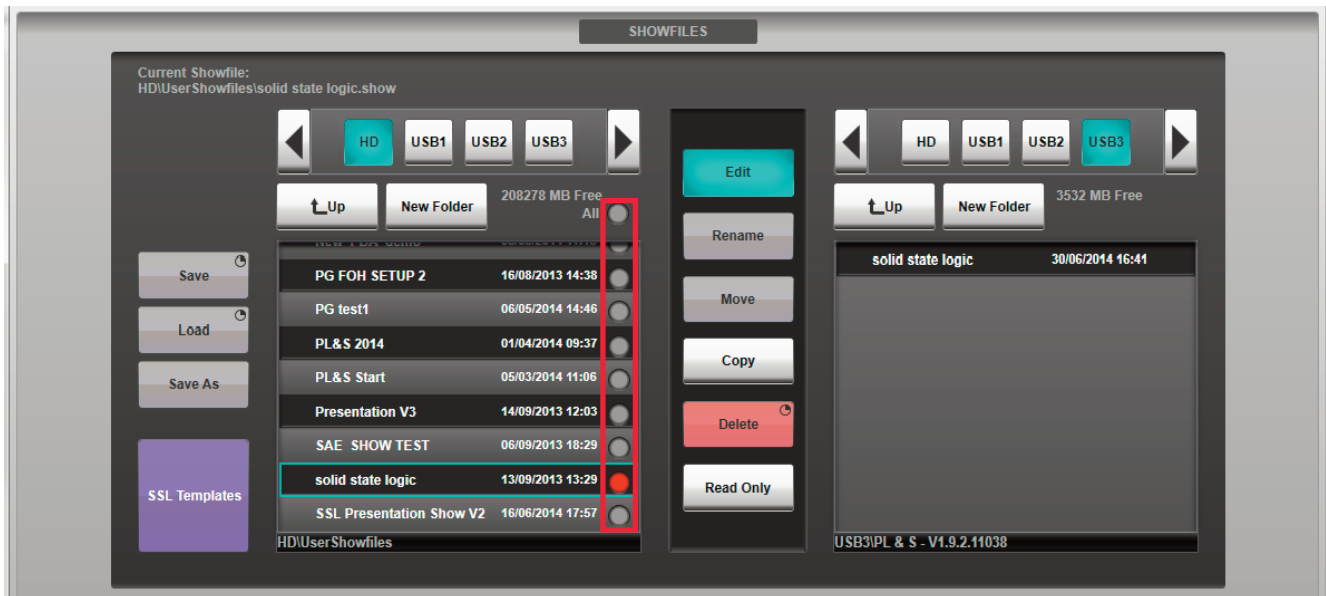 SHOWFILES
Current Showfile:
HD\UserShowfiles\solid state logic.show
HD USB1 USB2 USB3
Up New Folder 208278 MB Free
All
PG FOH SETUP 2 16/08/2013 14:38
PG test1 06/05/2014 14:46
PL&S 2014 01/04/2014 09:37
PL&S Start 05/03/2014 11:06
Presentation V3 14/09/2013 12:03
SAE SHOW TEST 06/09/2013 18:29
solid state logic 13/09/2013 13:29
SSL Presentation Show V2 16/06/2014 17:57
HD\UserShowfiles
Save
Load
Save As
SSL Templates
Edit
Rename
Move
Copy
Delete
Read Only
HD USB1 USB2 USB3
Up New Folder 3532 MB Free
solid state logic 30/06/2014 16:41
USB3\PL & S - V1.9.2.11038